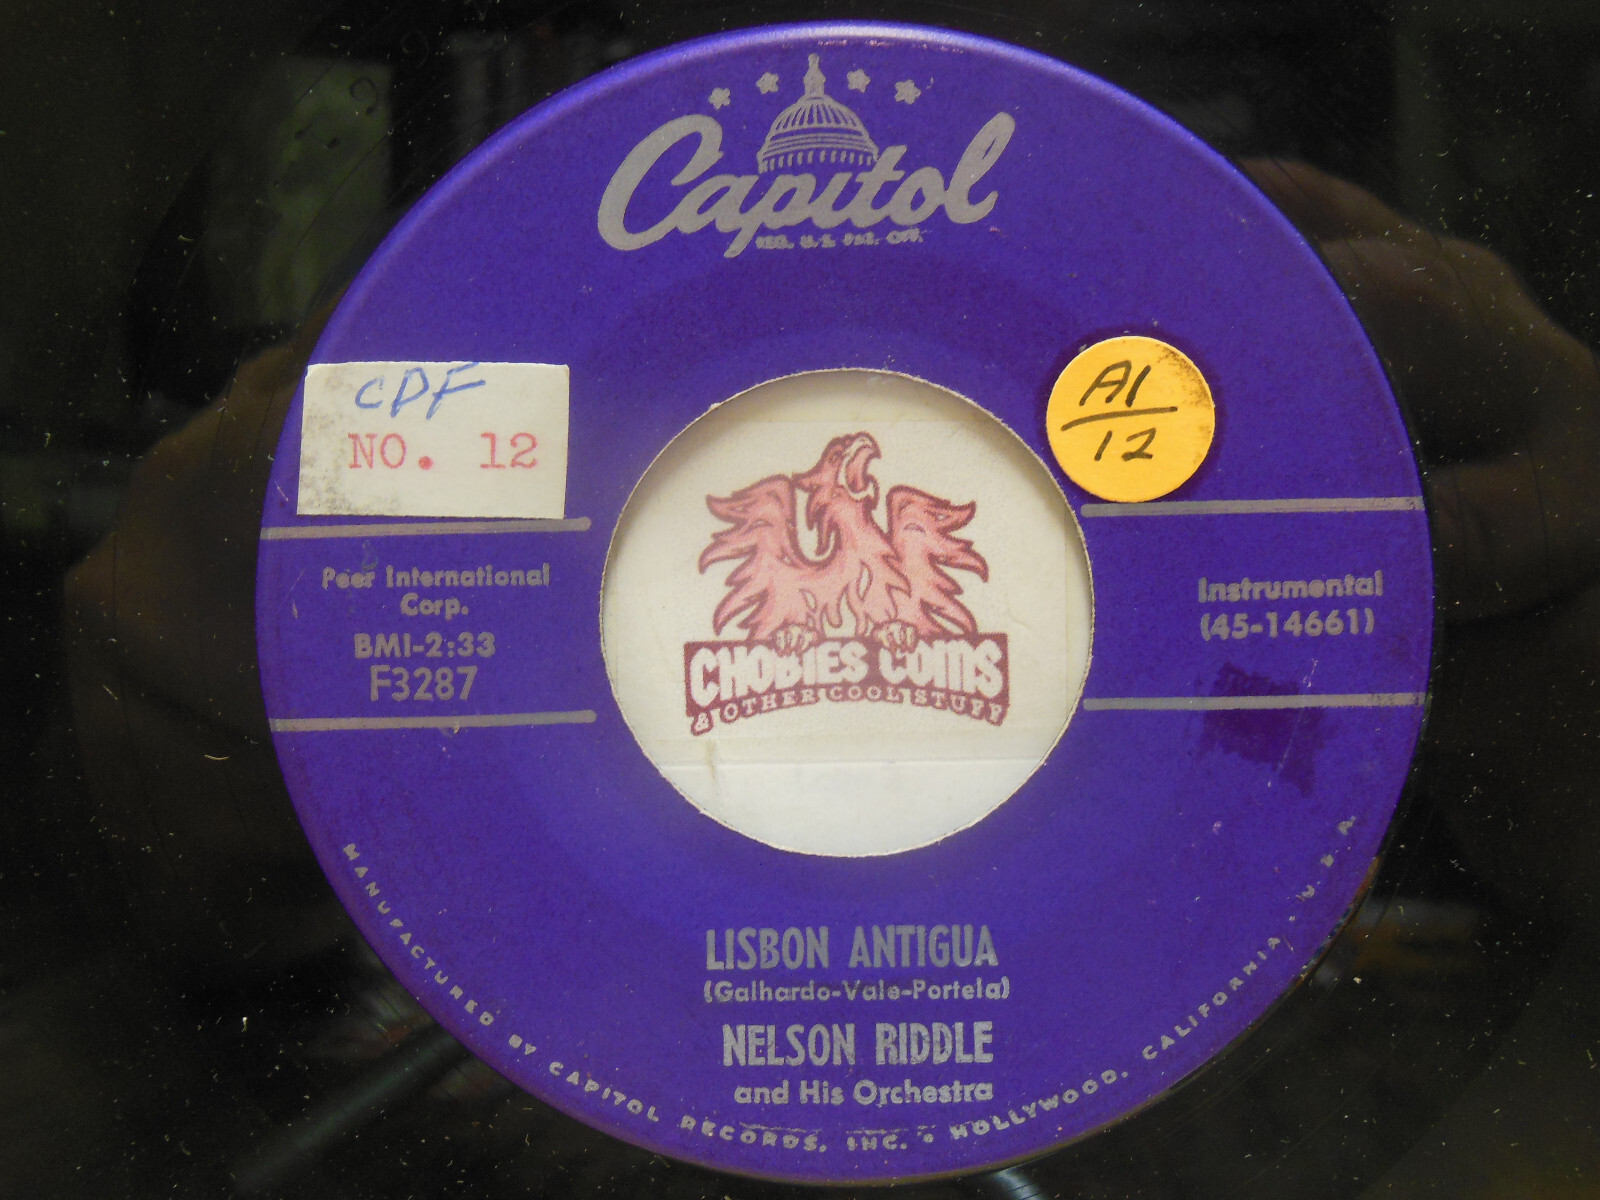 Capitol
REG. U.S. PAT. OFF.
CDF
NO. 12
A1
12
Peer International
Corp.
BMI-2:33
F3287
Instrumental
(45-14661)
CHOBIES COINS
& OTHER COOL STUFF
LISBON ANTIGUA
(Galhardo-Vale-Portela)
NELSON RIDDLE
and His Orchestra
MANUFACTURED BY CAPITOL RECORDS, INC. • HOLLYWOOD, CALIFORNIA, U.S.A.